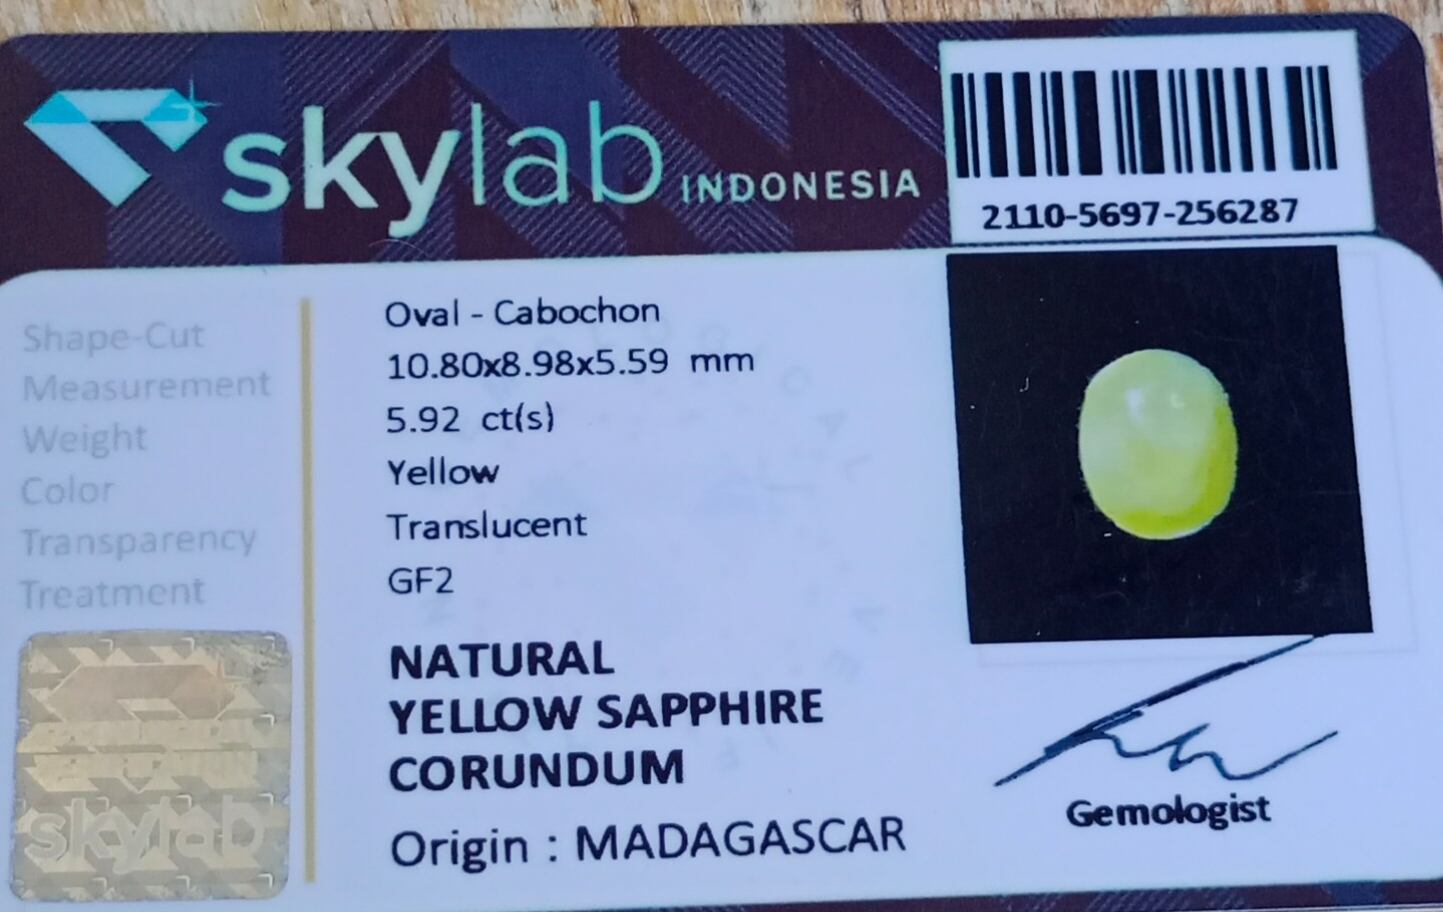 skylab INDONESIA
2110-5697-256287
Shape-Cut Oval - Cabochon
Measurement 10.80x8.98x5.59 mm
Weight 5.92 ct(s)
Color Yellow
Transparency Translucent
Treatment GF2
NATURAL
YELLOW SAPPHIRE
CORUNDUM
Origin : MADAGASCAR
Gemologist
skylab